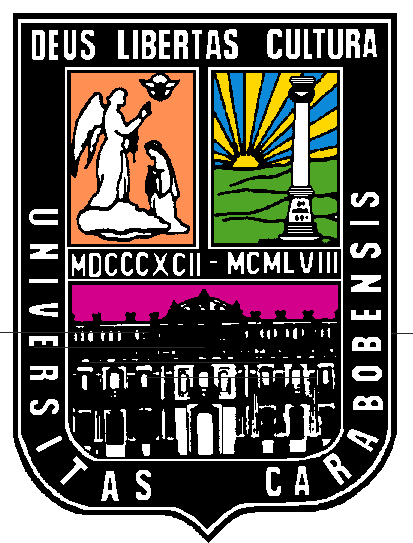 DEUS LIBERTAS CULTURA
MDCCCXCII - MCMLVIII
UNIVERSITAS CARABOBENSIS